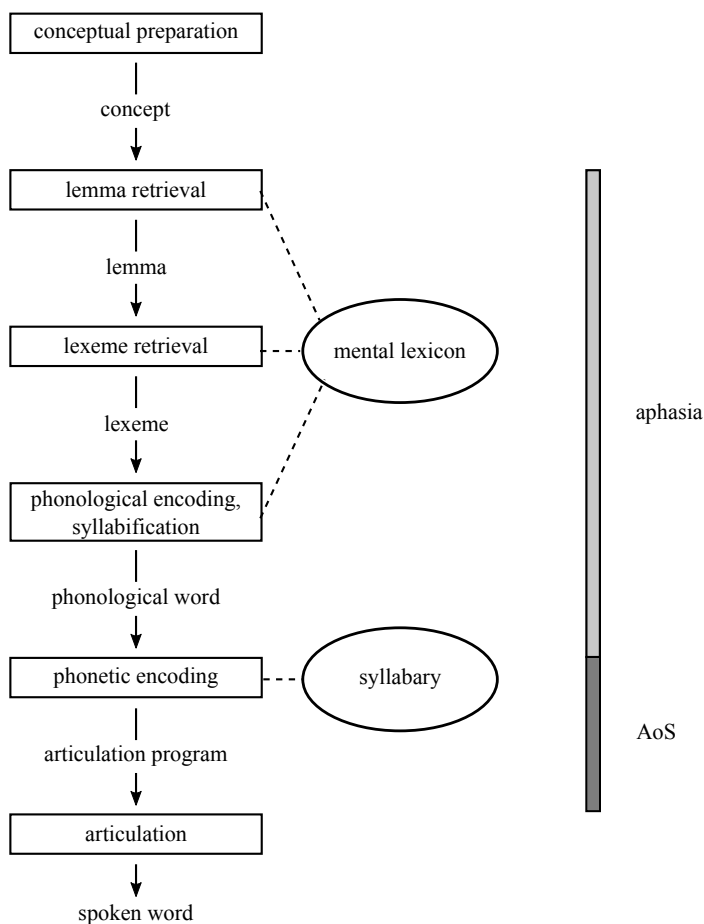 conceptual preparation
concept
lemma retrieval
lemma
lexeme retrieval
mental lexicon
lexeme
aphasia
phonological encoding,
syllabification
phonological word
phonetic encoding
syllabary
articulation program
AoS
articulation
spoken word